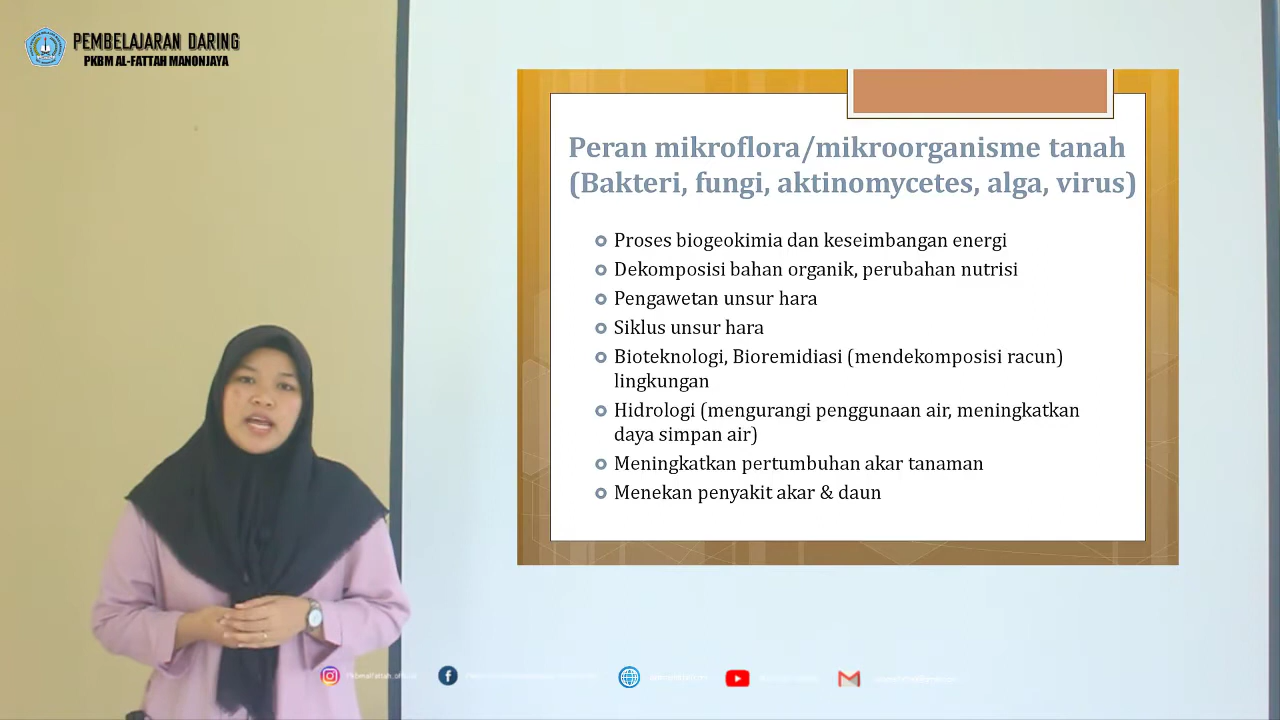 PEMBELAJARAN DARING
PKBM AL-FATTAH MANONJAYA
Peran mikroflora/mikroorganisme tanah
(Bakteri, fungi, aktinomycetes, alga, virus)
Proses biogeokimia dan keseimbangan energi
Dekomposisi bahan organik, perubahan nutrisi
Pengawetan unsur hara
Siklus unsur hara
Bioteknologi, Bioremidiasi (mendekomposisi racun)
lingkungan
Hidrologi (mengurangi penggunaan air, meningkatkan
daya simpan air)
Meningkatkan pertumbuhan akar tanaman
Menekan penyakit akar & daun